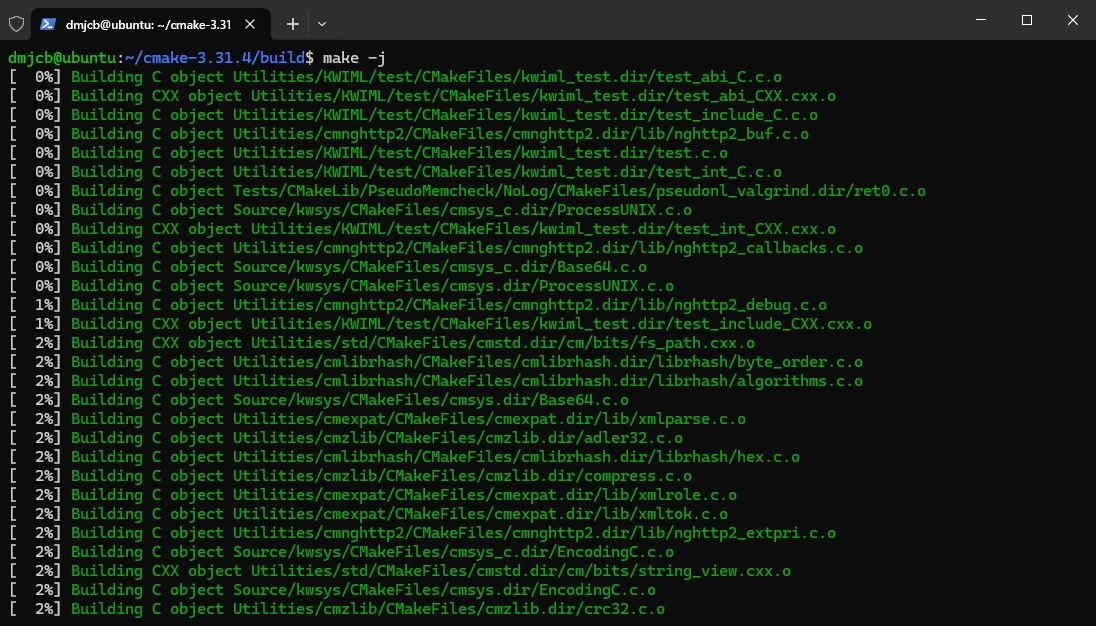 dmjcb@ubuntu: ~/cmake-3.31
dmjcb@ubuntu:~/cmake-3.31.4/build$ make -j
[  0%] Building C object Utilities/KWIML/test/CMakeFiles/kwiml_test.dir/test_abi_C.c.o
[  0%] Building CXX object Utilities/KWIML/test/CMakeFiles/kwiml_test.dir/test_abi_CXX.cxx.o
[  0%] Building C object Utilities/KWIML/test/CMakeFiles/kwiml_test.dir/test_include_C.c.o
[  0%] Building C object Utilities/cmnghttp2/CMakeFiles/cmnghttp2.dir/lib/nghttp2_buf.c.o
[  0%] Building C object Utilities/KWIML/test/CMakeFiles/kwiml_test.dir/test.c.o
[  0%] Building C object Utilities/KWIML/test/CMakeFiles/kwiml_test.dir/test_int_C.c.o
[  0%] Building C object Tests/CMakeLib/PseudoMemcheck/NoLog/CMakeFiles/pseudonl_valgrind.dir/ret0.c.o
[  0%] Building C object Source/kwsys/CMakeFiles/cmsys_c.dir/ProcessUNIX.c.o
[  0%] Building CXX object Utilities/KWIML/test/CMakeFiles/kwiml_test.dir/test_int_CXX.cxx.o
[  0%] Building C object Utilities/cmnghttp2/CMakeFiles/cmnghttp2.dir/lib/nghttp2_callbacks.c.o
[  0%] Building C object Source/kwsys/CMakeFiles/cmsys_c.dir/Base64.c.o
[  0%] Building C object Source/kwsys/CMakeFiles/cmsys.dir/ProcessUNIX.c.o
[  1%] Building C object Utilities/cmnghttp2/CMakeFiles/cmnghttp2.dir/lib/nghttp2_debug.c.o
[  1%] Building CXX object Utilities/KWIML/test/CMakeFiles/kwiml_test.dir/test_include_CXX.cxx.o
[  2%] Building CXX object Utilities/std/CMakeFiles/cmstd.dir/cm/bits/fs_path.cxx.o
[  2%] Building C object Utilities/cmlibrhash/CMakeFiles/cmlibrhash.dir/librhash/byte_order.c.o
[  2%] Building C object Utilities/cmlibrhash/CMakeFiles/cmlibrhash.dir/librhash/algorithms.c.o
[  2%] Building C object Source/kwsys/CMakeFiles/cmsys.dir/Base64.c.o
[  2%] Building C object Utilities/cmexpat/CMakeFiles/cmexpat.dir/lib/xmlparse.c.o
[  2%] Building C object Utilities/cmzlib/CMakeFiles/cmzlib.dir/adler32.c.o
[  2%] Building C object Utilities/cmlibrhash/CMakeFiles/cmlibrhash.dir/librhash/hex.c.o
[  2%] Building C object Utilities/cmzlib/CMakeFiles/cmzlib.dir/compress.c.o
[  2%] Building C object Utilities/cmexpat/CMakeFiles/cmexpat.dir/lib/xmlrole.c.o
[  2%] Building C object Utilities/cmexpat/CMakeFiles/cmexpat.dir/lib/xmltok.c.o
[  2%] Building C object Utilities/cmnghttp2/CMakeFiles/cmnghttp2.dir/lib/nghttp2_extpri.c.o
[  2%] Building C object Source/kwsys/CMakeFiles/cmsys_c.dir/EncodingC.c.o
[  2%] Building CXX object Utilities/std/CMakeFiles/cmstd.dir/cm/bits/string_view.cxx.o
[  2%] Building C object Source/kwsys/CMakeFiles/cmsys.dir/EncodingC.c.o
[  2%] Building C object Utilities/cmzlib/CMakeFiles/cmzlib.dir/crc32.c.o